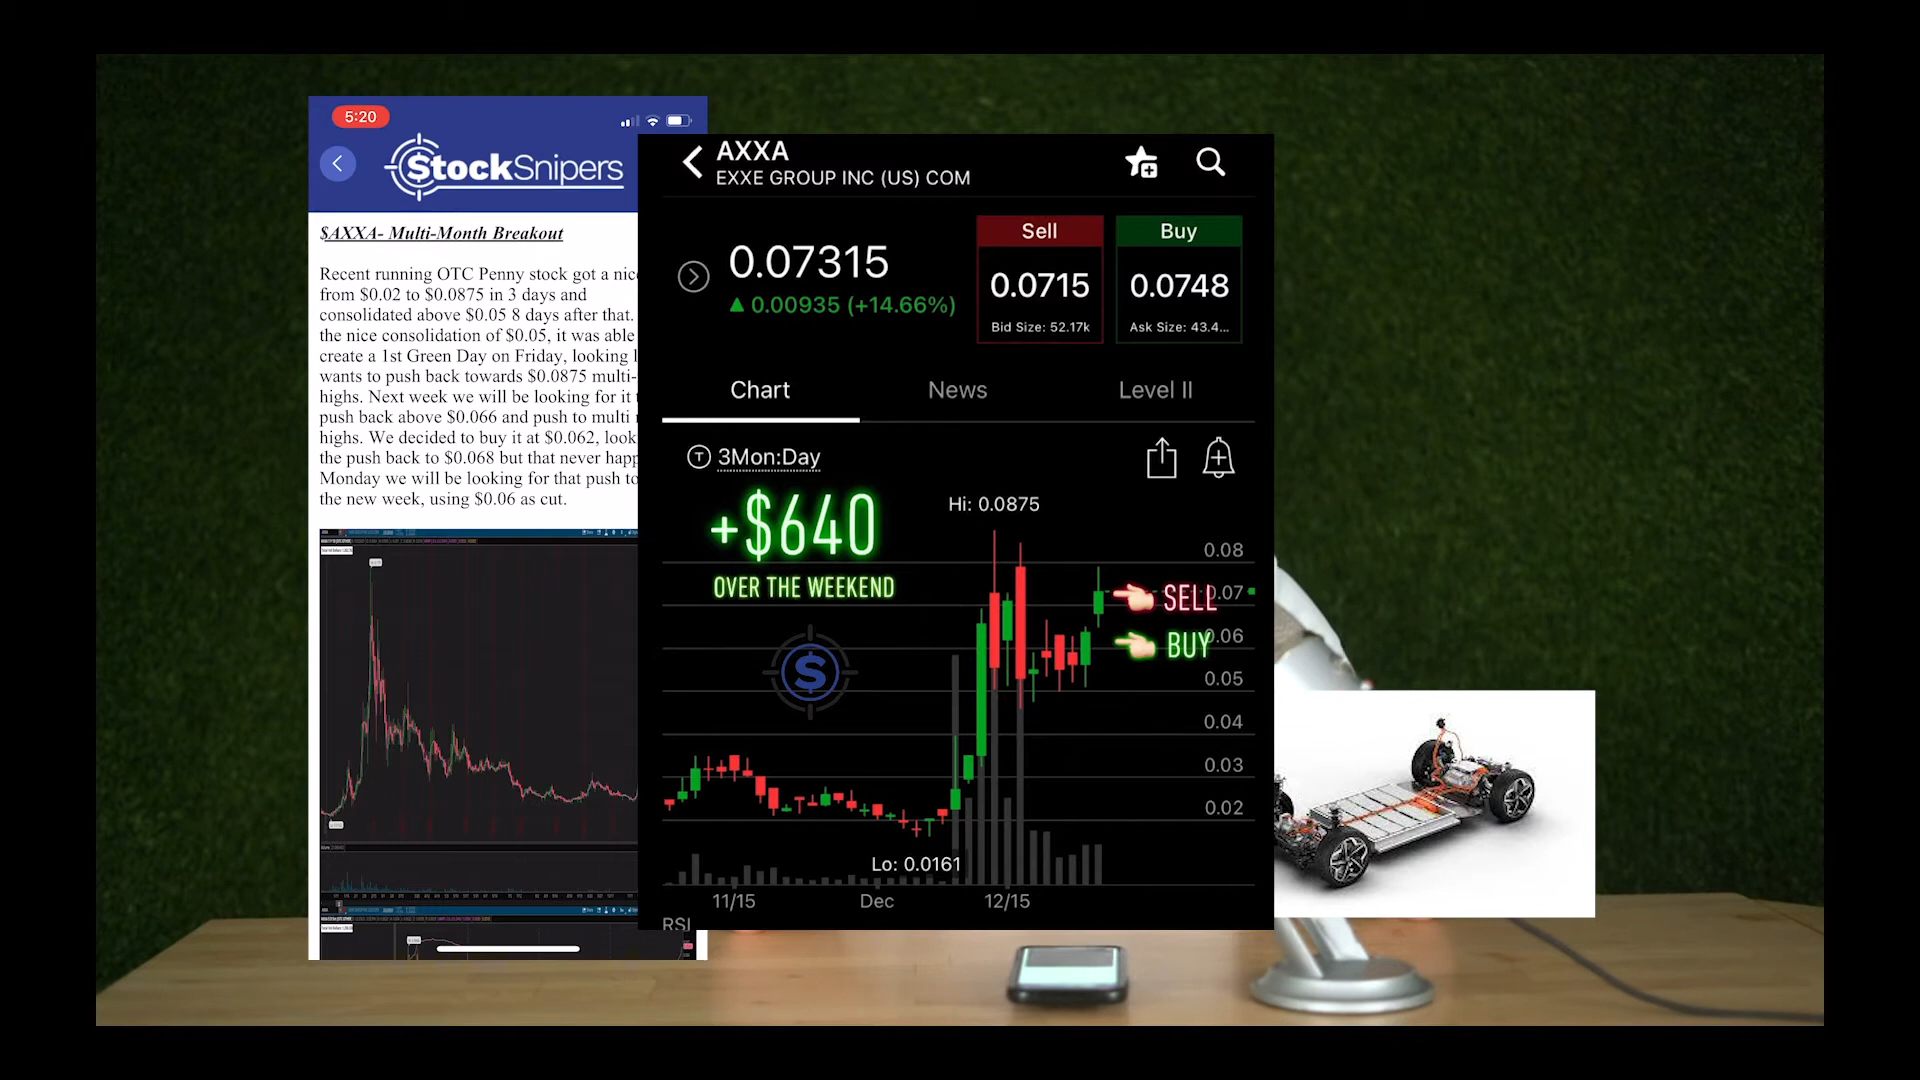 5:20
$tockSnipers
$AXXA- Multi-Month Breakout
Recent running OTC Penny stock got a nic
from $0.02 to $0.0875 in 3 days and
consolidated above $0.05 8 days after that.
the nice consolidation of $0.05, it was able
create a 1st Green Day on Friday, looking
wants to push back towards $0.0875 multi-
highs. Next week we will be looking for it
push back above $0.066 and push to multi
highs. We decided to buy it at $0.062, look
the push back to $0.068 but that never happ
Monday we will be looking for that push to
the new week, using $0.06 as cut.
AXXA
EXXE GROUP INC (US) COM
0.07315
▲ 0.00935 (+14.66%)
Sell
0.0715
Bid Size: 52.17k
Buy
0.0748
Ask Size: 43.4...
Chart
News
Level II
T 3Mon:Day
+$640
OVER THE WEEKEND
Hi: 0.0875
0.08
SELL
0.07
BUY
0.06
0.05
0.04
0.03
0.02
$
Lo: 0.0161
11/15
Dec
12/15
RSI